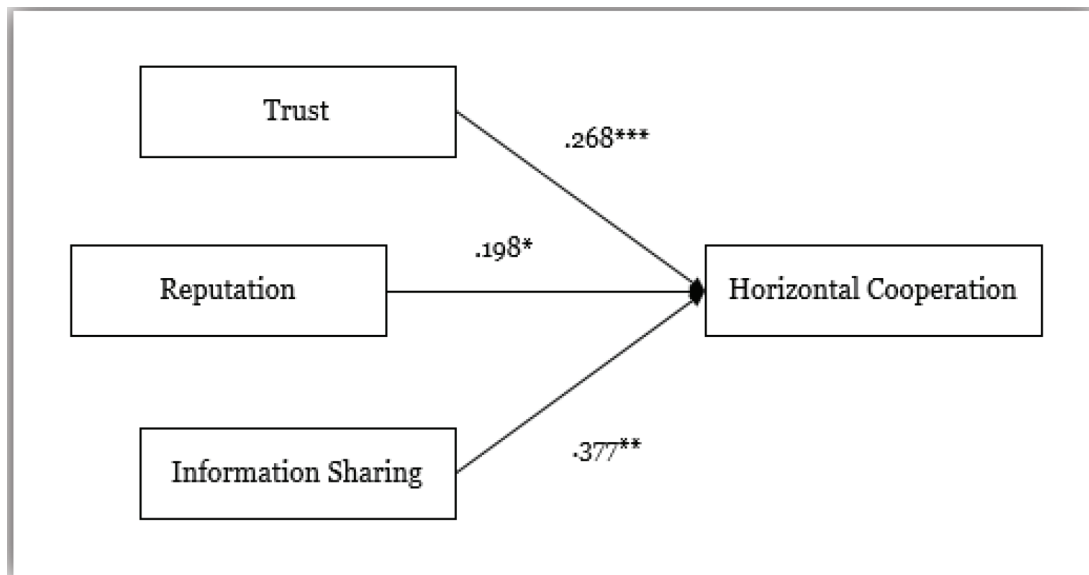 Trust
.268***
.198*
Reputation
Horizontal Cooperation
Information Sharing
.377**